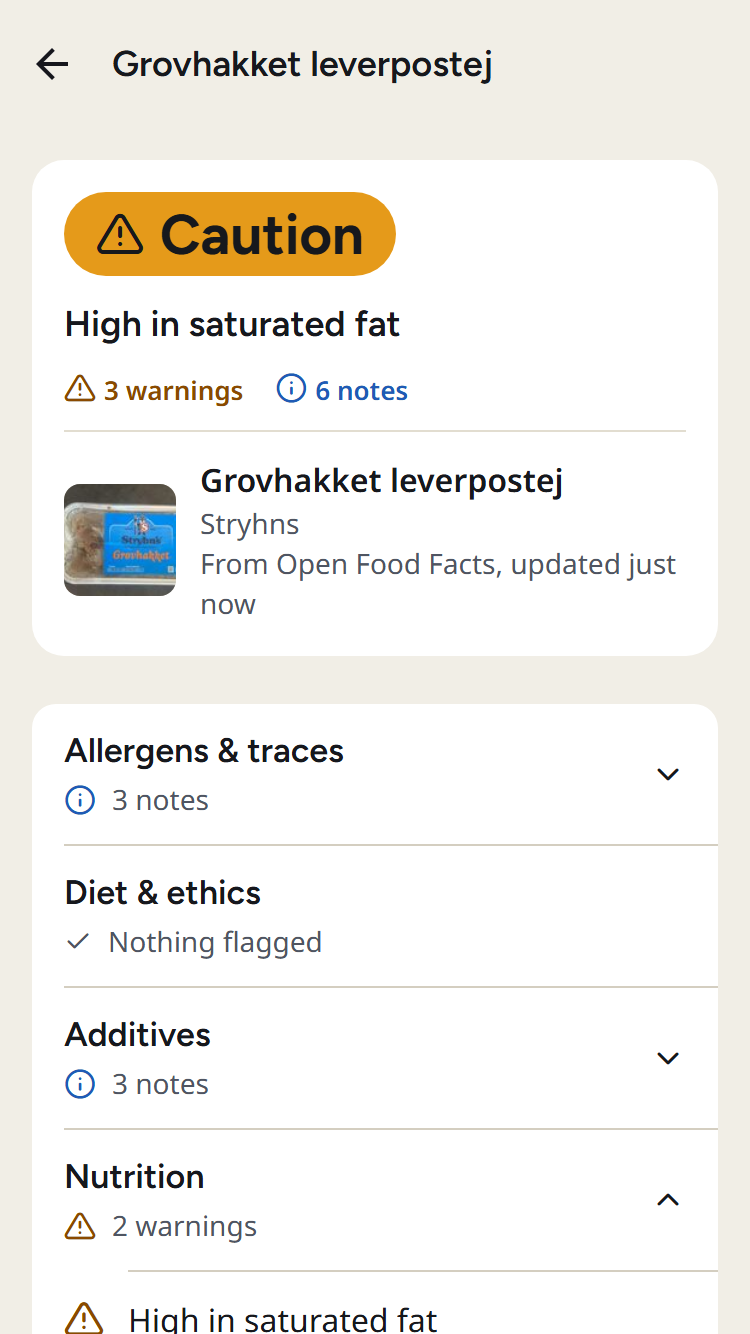 Grovhakket leverpostej
Caution
High in saturated fat
3 warnings
6 notes
Stryhn's
Grovhakket
Grovhakket leverpostej
Stryhns
From Open Food Facts, updated just
now
Allergens & traces
3 notes
Diet & ethics
Nothing flagged
Additives
3 notes
Nutrition
2 warnings
High in saturated fat